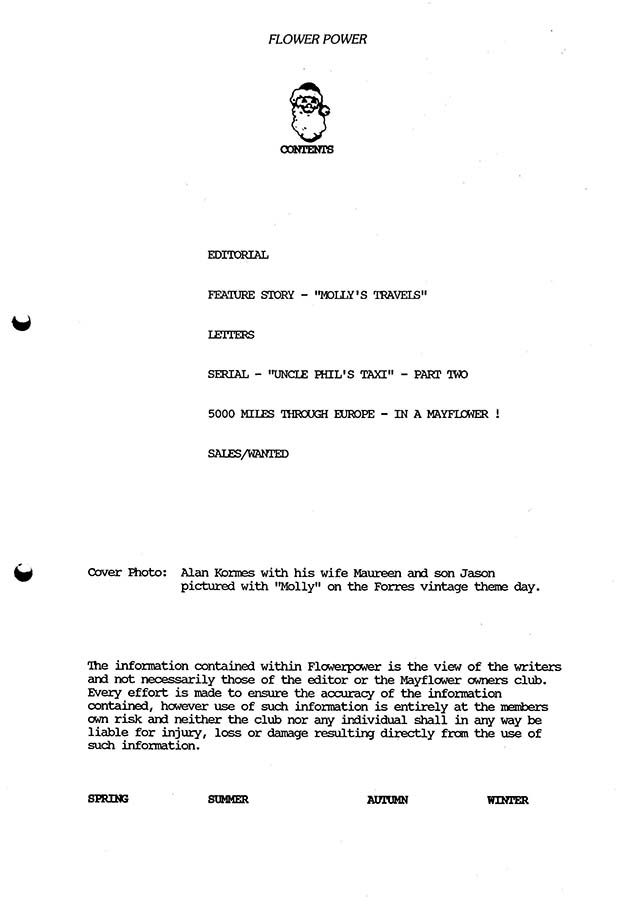 FLOWER POWER
CONTENTS
EDITORIAL
FEATURE STORY - "MOLLY'S TRAVELS"
LETTERS
SERIAL - "UNCLE PHIL'S TAXI" - PART TWO
5000 MILES THROUGH EUROPE - IN A MAYFLOWER !
SALES/WANTED
Cover Photo: Alan Kormes with his wife Maureen and son Jason
pictured with "Molly" on the Forres vintage theme day.
The information contained within Flowerpower is the view of the writers
and not necessarily those of the editor or the Mayflower owners club.
Every effort is made to ensure the accuracy of the information
contained, however use of such information is entirely at the members
own risk and neither the club nor any individual shall in any way be
liable for injury, loss or damage resulting directly from the use of
such information.
SPRING SUMMER AUTUMN WINTER